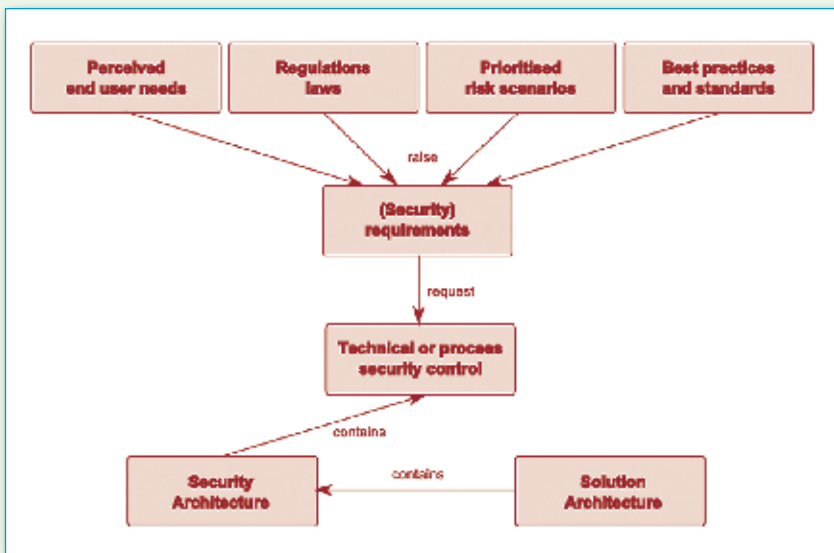 Perceived
end user needs
Regulations
laws
Prioritised
risk scenarios
Best practices
and standards
raise
(Security)
requirements
request
Technical or process
security control
contains
Security
Architecture
contains
Solution
Architecture